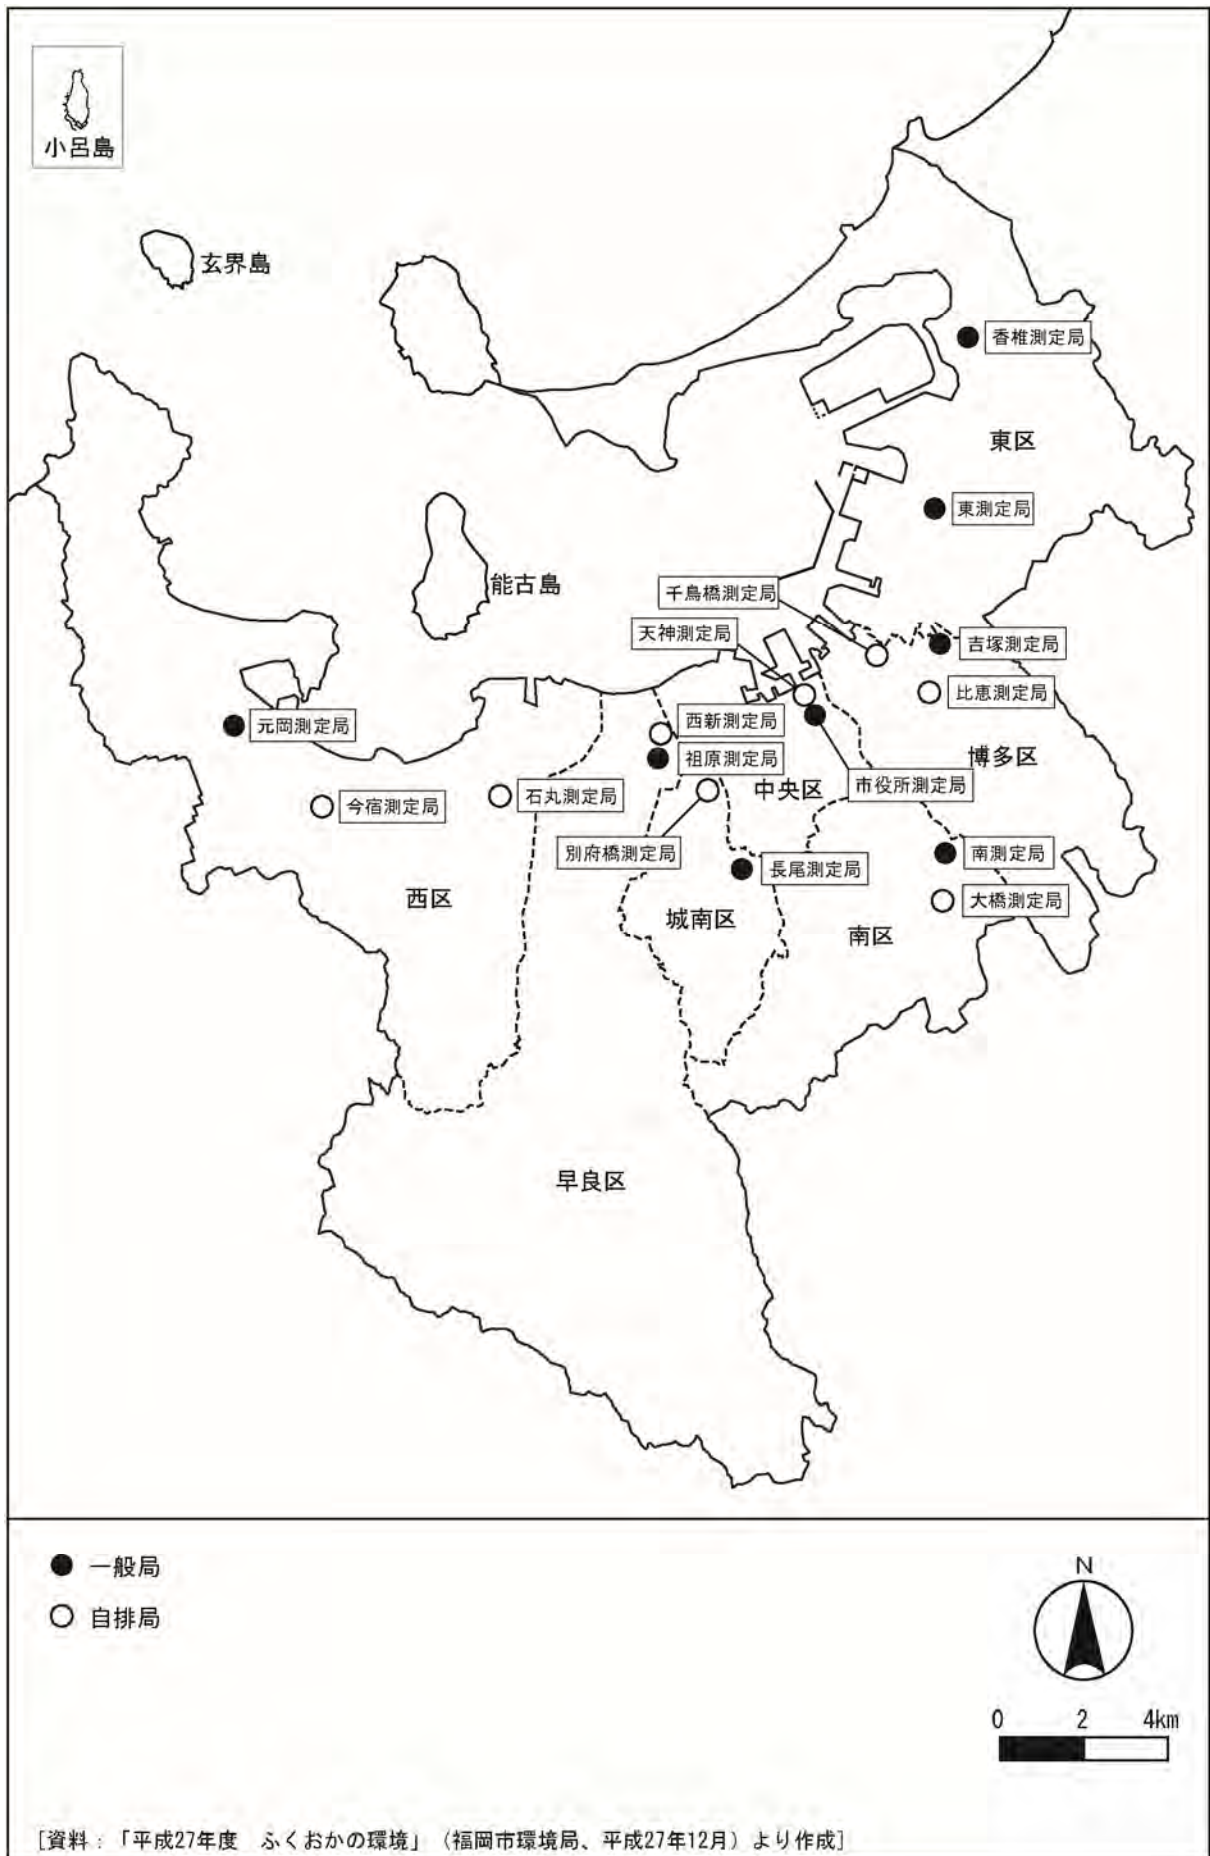 小呂島
玄界島
香椎測定局
東区
東測定局
能古島
千鳥橋測定局
天神測定局
吉塚測定局
比恵測定局
元岡測定局
西新測定局
祖原測定局
博多区
中央区
市役所測定局
今宿測定局
石丸測定局
別府橋測定局
長尾測定局
南測定局
大橋測定局
西区
城南区
南区
早良区
一般局
自排局
N
0 2 4km
[資料：「平成27年度 ふくおかの環境」（福岡市環境局、平成27年12月）より作成]